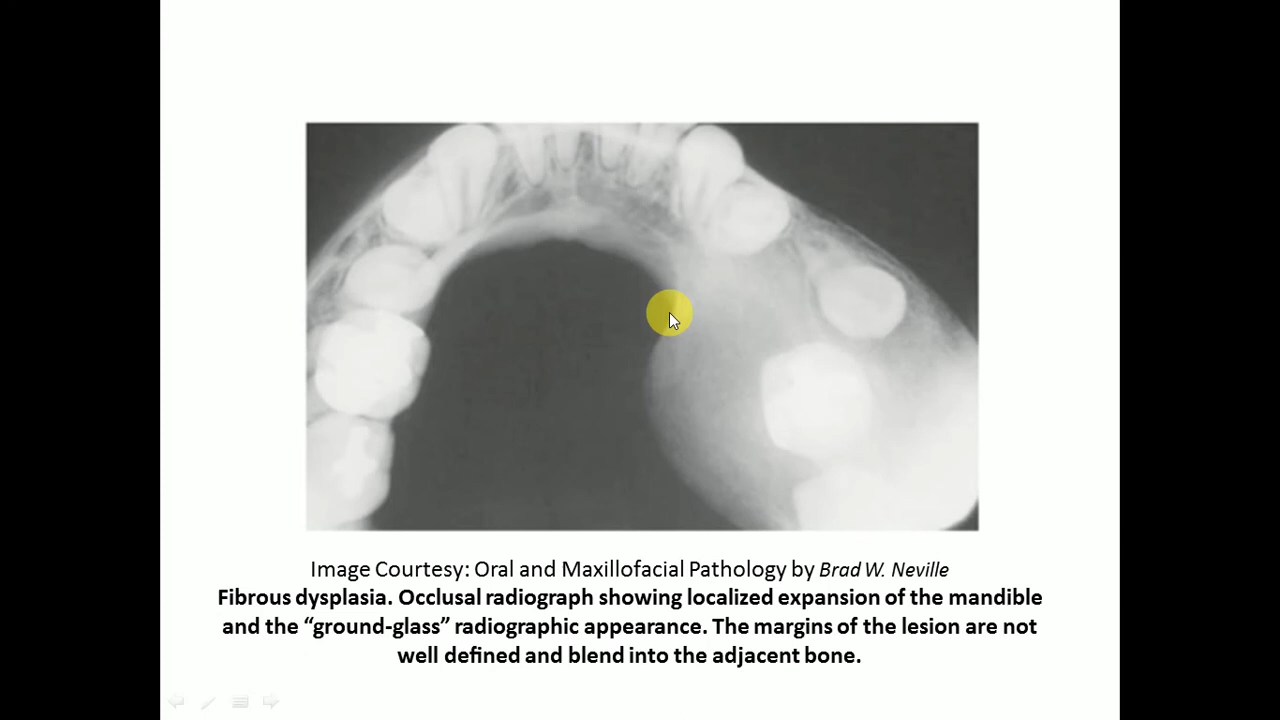 Image Courtesy: Oral and Maxillofacial Pathology by Brad W. Neville
Fibrous dysplasia. Occlusal radiograph showing localized expansion of the mandible
and the “ground-glass” radiographic appearance. The margins of the lesion are not
well defined and blend into the adjacent bone.